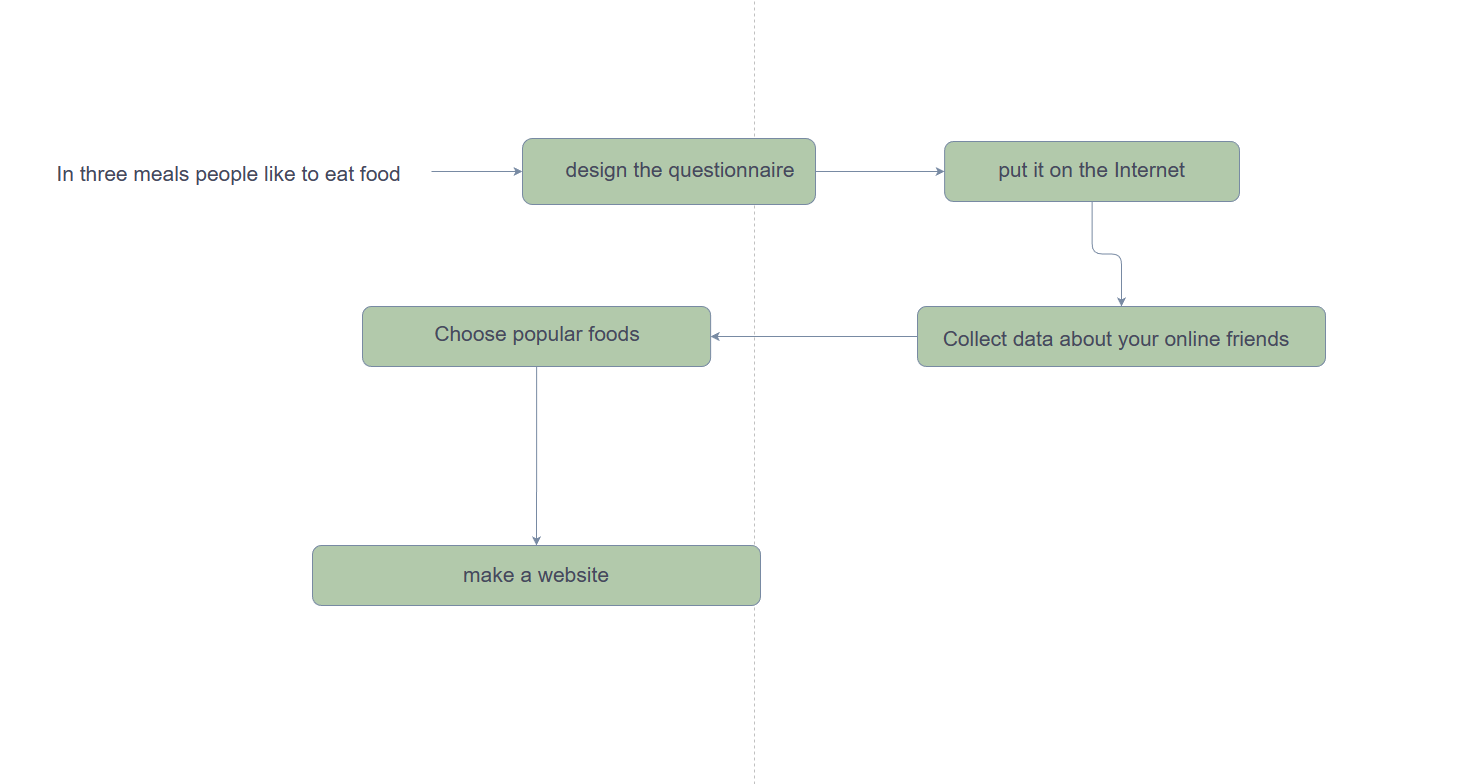 In three meals people like to eat food
design the questionnaire
put it on the Internet
Collect data about your online friends
Choose popular foods
make a website